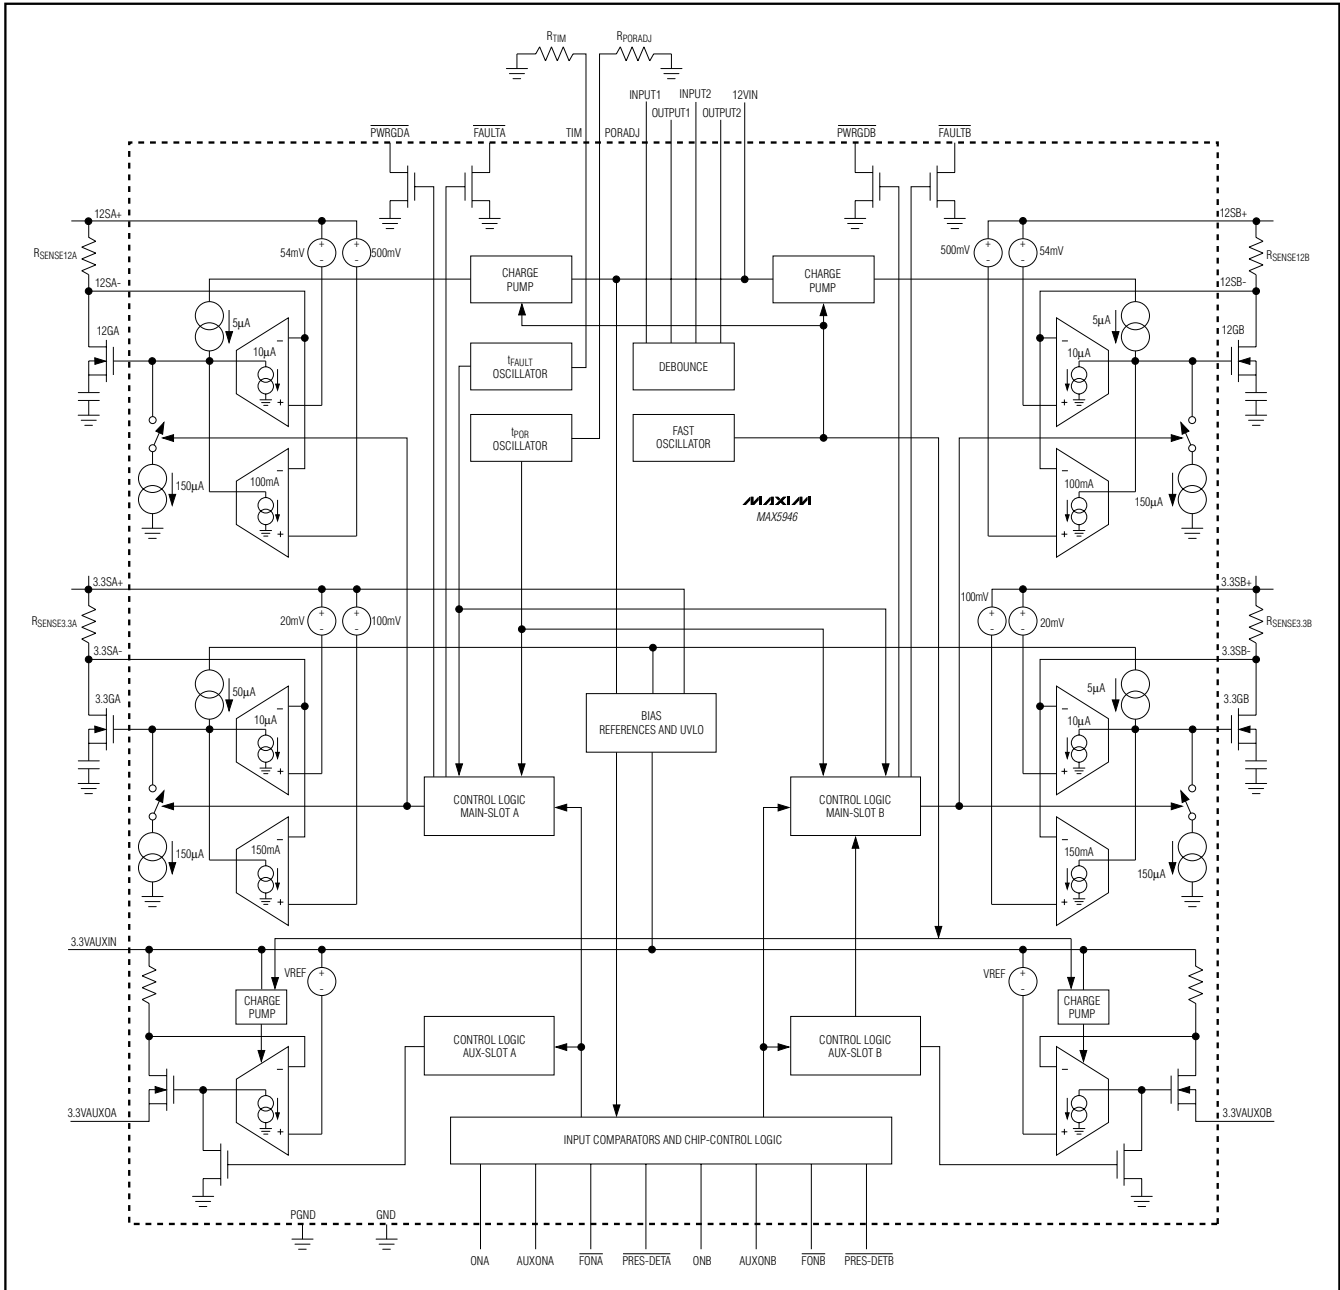 RTIM
RPORADJ
INPUT1
INPUT2
12VIN
OUTPUT1
OUTPUT2
PWRGDA
FAULTA
TIM
PORADJ
PWRGDB
FAULTB
12SA+
12SB+
RSENSE12A
54mV
500mV
500mV
54mV
RSENSE12B
CHARGE
PUMP
CHARGE
PUMP
12SA-
12SB-
12GA
5µA
10µA
tFAULT
OSCILLATOR
DEBOUNCE
5µA
10µA
12GB
tPOR
OSCILLATOR
FAST
OSCILLATOR
150µA
100mA
100mA
150µA
MAXIM
MAX5946
3.3SA+
3.3SB+
RSENSE3.3A
20mV
100mV
100mV
20mV
RSENSE3.3B
3.3SA-
3.3SB-
3.3GA
50µA
10µA
BIAS
REFERENCES AND UVLO
5µA
10µA
3.3GB
CONTROL LOGIC
MAIN-SLOT A
CONTROL LOGIC
MAIN-SLOT B
150µA
150mA
150mA
150µA
3.3VAUXIN
VREF
VREF
CHARGE
PUMP
CHARGE
PUMP
CONTROL LOGIC
AUX-SLOT A
CONTROL LOGIC
AUX-SLOT B
3.3VAUXOA
3.3VAUXOB
INPUT COMPARATORS AND CHIP-CONTROL LOGIC
PGND
GND
ONA
AUXONA
FONA
PRES-DETA
ONB
AUXONB
FONB
PRES-DETB